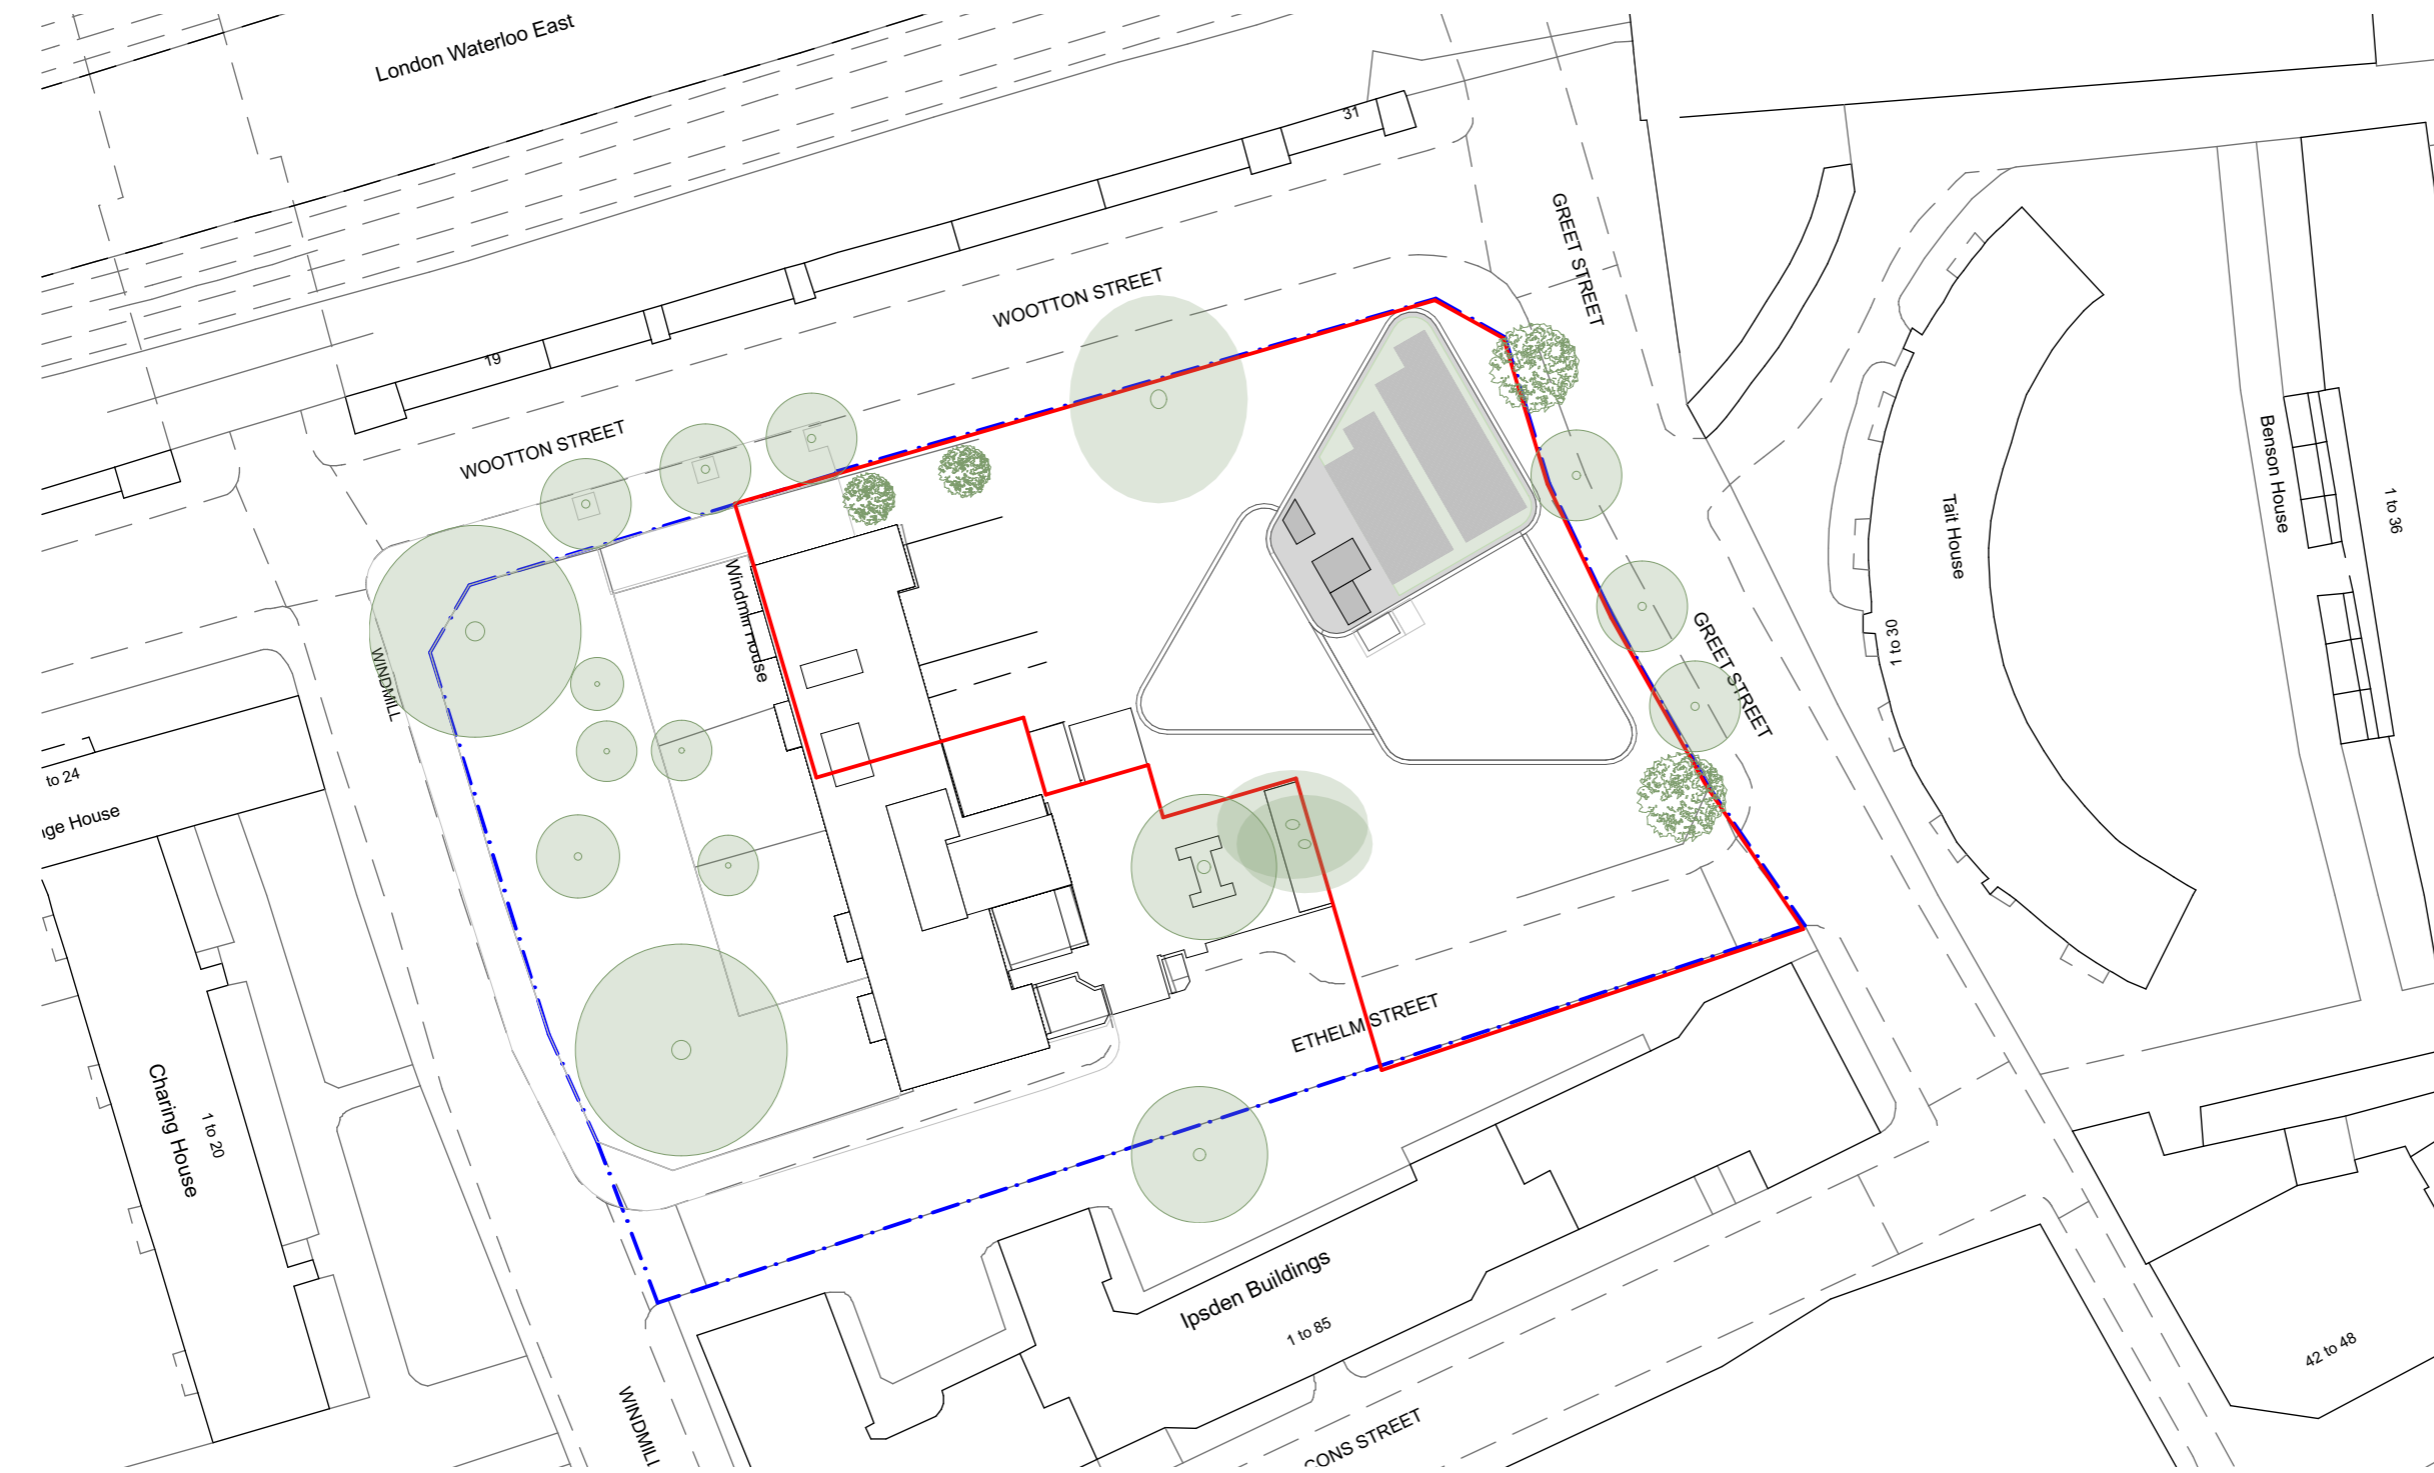 London Waterloo East
31
GREET STREET
WOOTTON STREET
19
WOOTTON STREET
Benson House
1 to 36
Tait House
Windmill House
WINDMILL
GREET STREET
1 to 30
to 24
nge House
ETHELM STREET
Charing House
1 to 20
Ipsden Buildings
1 to 85
42 to 48
WINDMILL
CONS STREET